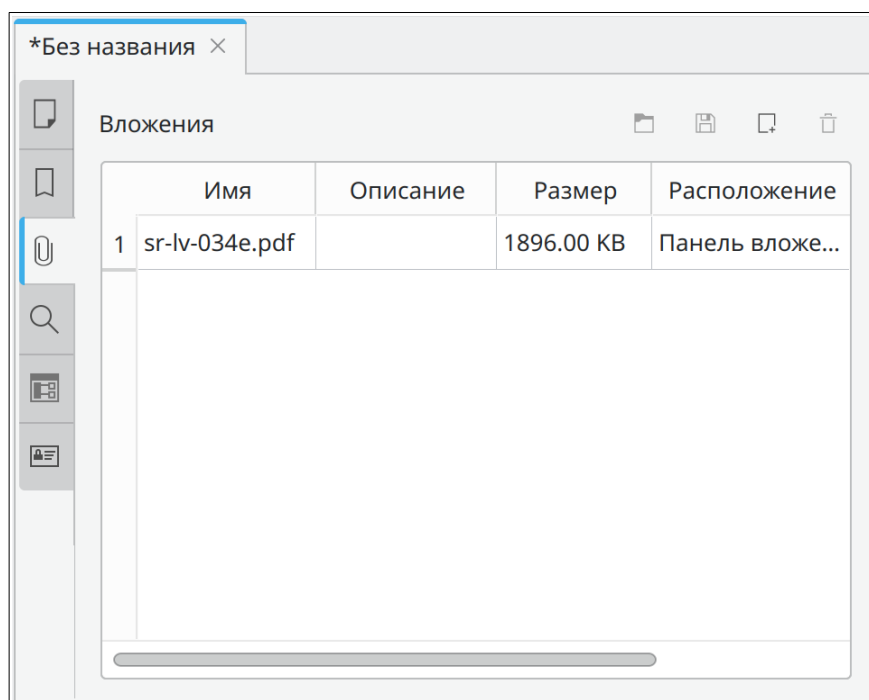 *Без названия
Вложения
Имя Описание Размер Расположение
1 sr-lv-034e.pdf 1896.00 KB Панель вложе...